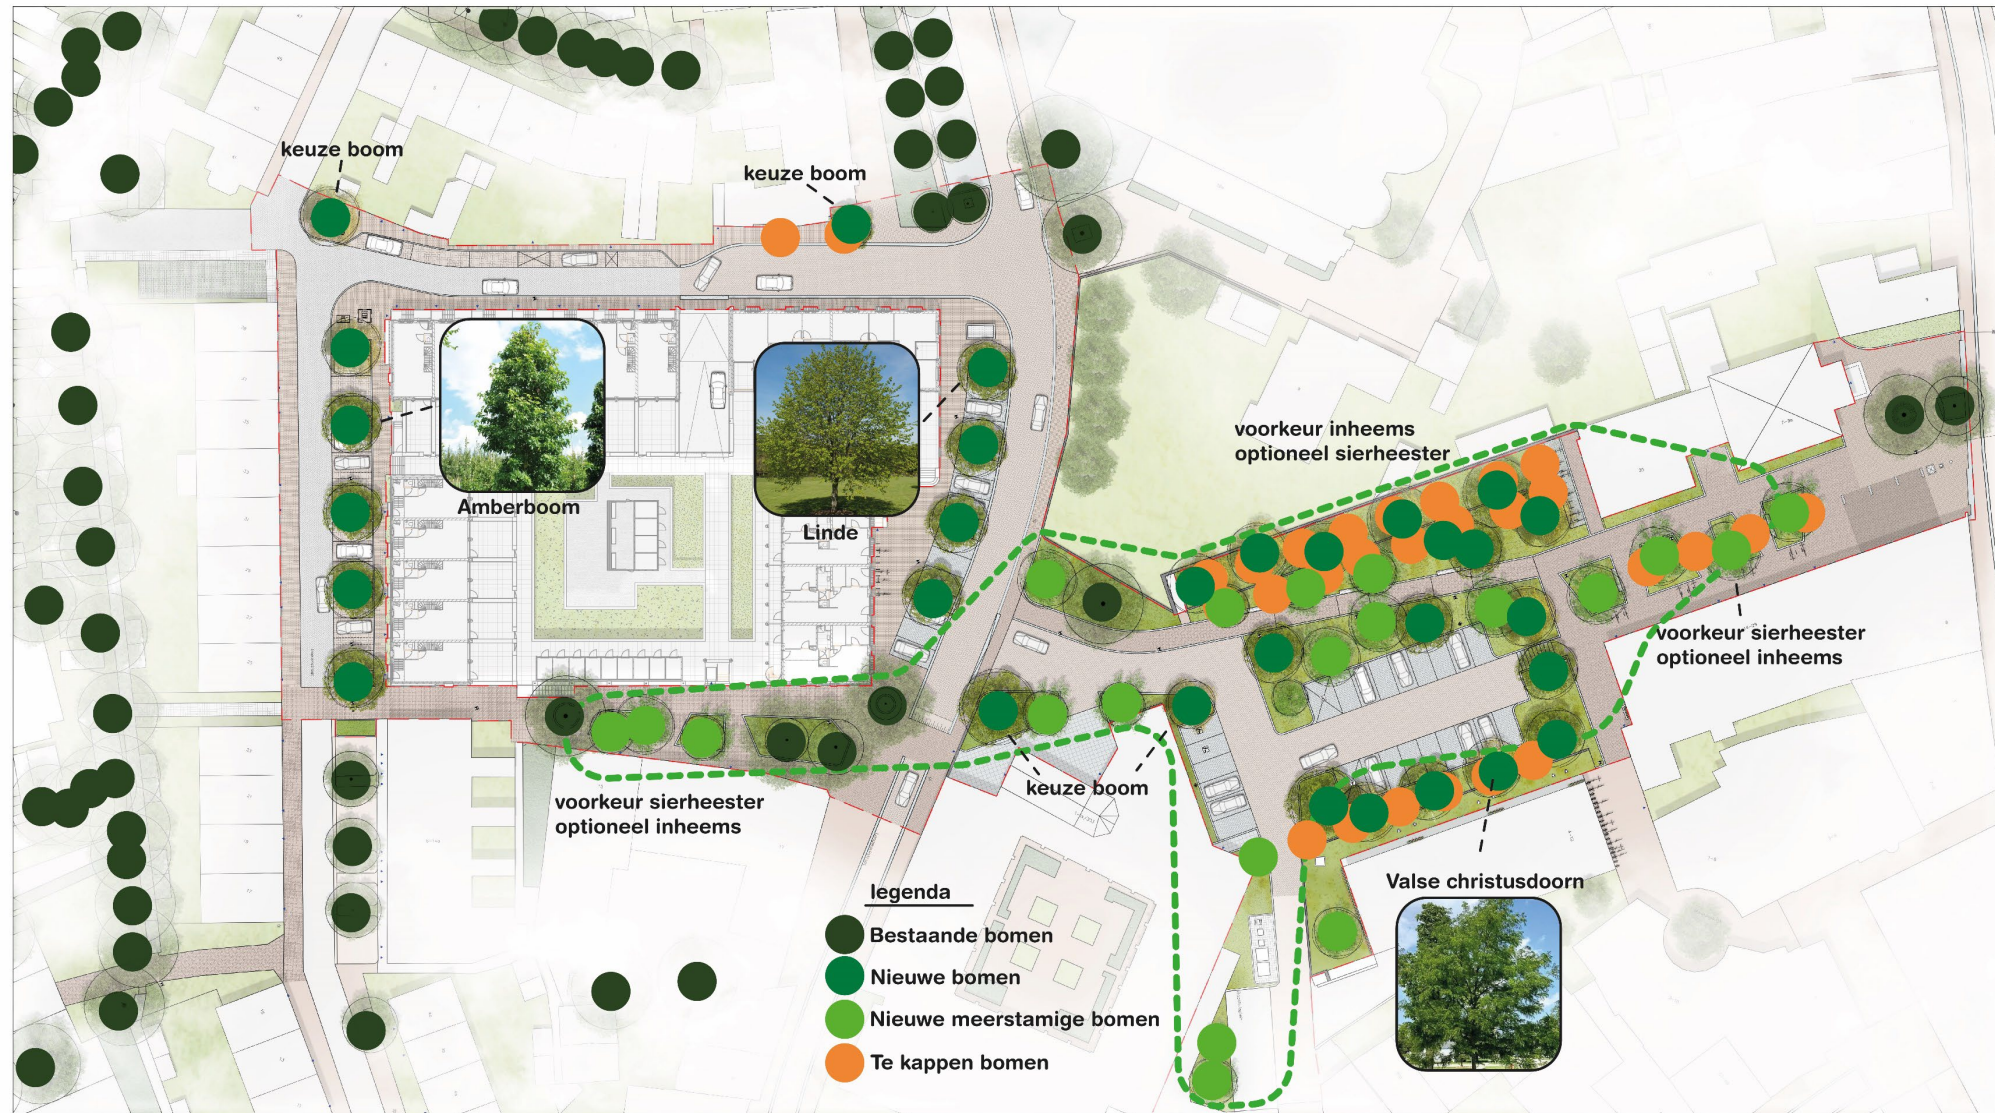 keuze boom
keuze boom
Amberboom
Linde
voorkeur inheems
optioneel sierheester
voorkeur sierheester
optioneel inheems
keuze boom
voorkeur sierheester
optioneel inheems
Valse christusdoorn
legenda
Bestaande bomen
Nieuwe bomen
Nieuwe meerstamige bomen
Te kappen bomen